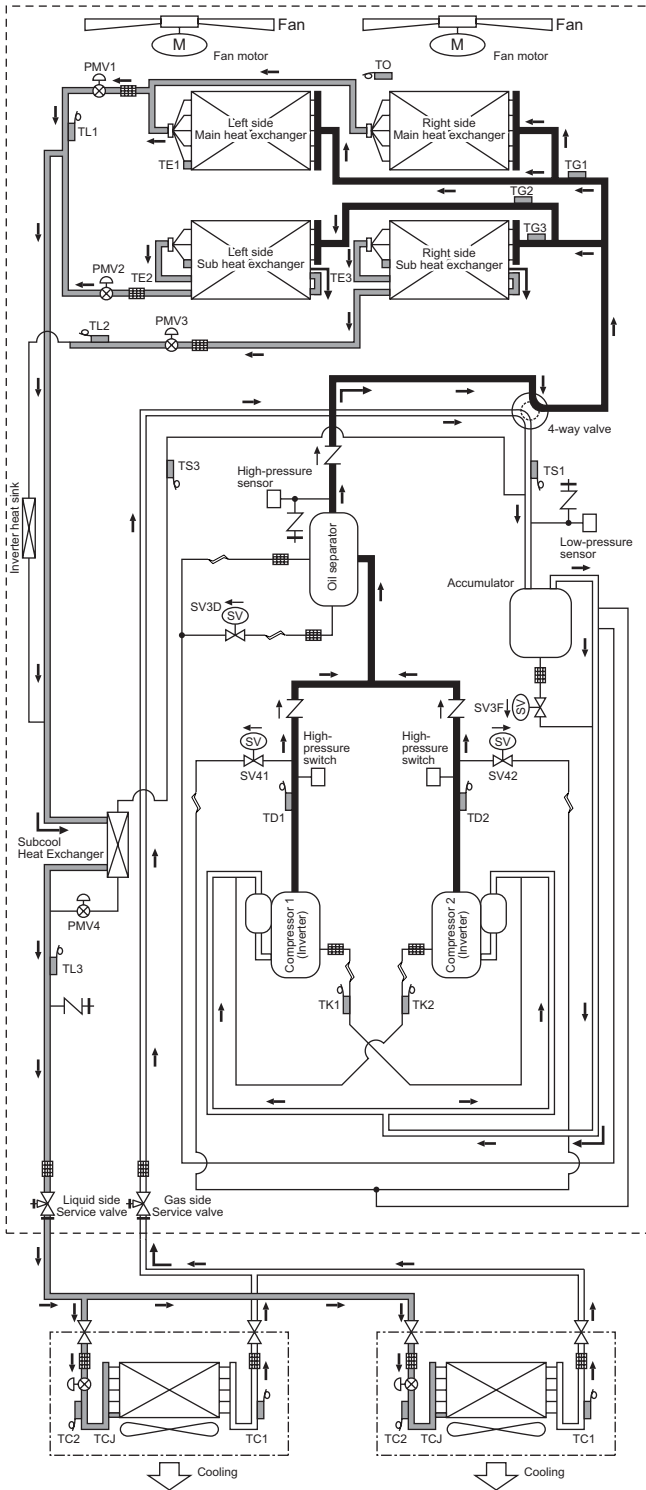 Fan
Fan
M
M
Fan motor
Fan motor
PMV1
TO
TL1
Left side
Main heat exchanger
Right side
Main heat exchanger
TE1
TG1
TG2
TG3
Left side
Sub heat exchanger
Right side
Sub heat exchanger
PMV2
TE2
TE3
TL2
PMV3
4-way valve
TS3
TS1
High-pressure
sensor
Inverter heat sink
Oil separator
Low-pressure
sensor
Accumulator
SV3D
SV
SV3F
SV
High-
pressure
switch
High-
pressure
switch
SV
SV
SV41
SV42
TD1
TD2
Subcool
Heat Exchanger
PMV4
Compressor 1
(Inverter)
Compressor 2
(Inverter)
TL3
TK1
TK2
Liquid side
Service valve
Gas side
Service valve
TC2
TCJ
TC1
TC2
TCJ
TC1
Cooling
Cooling